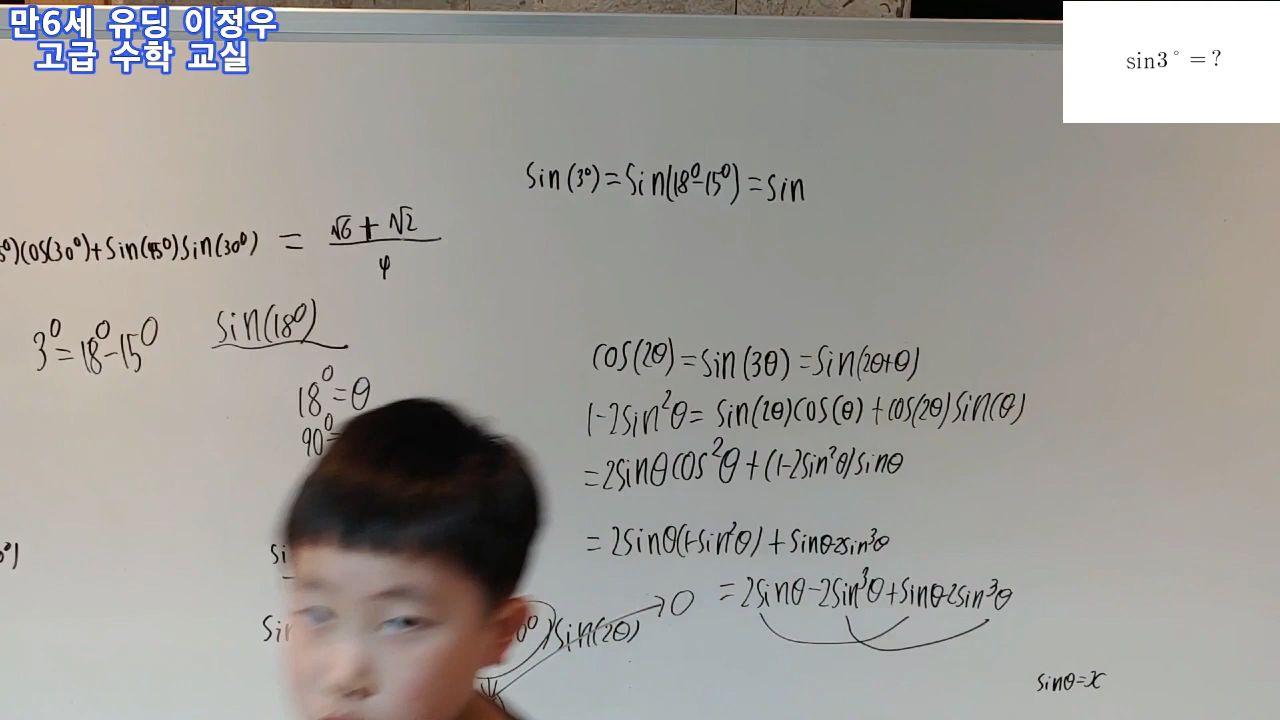 만6세 유딩 이정우
고급 수학 교실
sin3° = ?
Sin(3°)=Sin(18°-15°)=Sin
°)(cos(30°)+Sin(45°)Sin(30°) = √6 + √2 / 4
3°=18°-15°
Sin(18°)
18°=θ
90°
cos(2θ)=Sin(3θ)=Sin(2θ+θ)
1-2Sin²θ= Sin(2θ)cos(θ)+cos(2θ)Sin(θ)
=2Sinθcos²θ+(1-2Sin²θ)Sinθ
=2Sinθ(1-Sin²θ)+Sinθ-2Sin³θ
=2Sinθ-2Sin³θ+Sinθ-2Sin³θ
0°)
Sin(2θ)
0
Sinθ=x